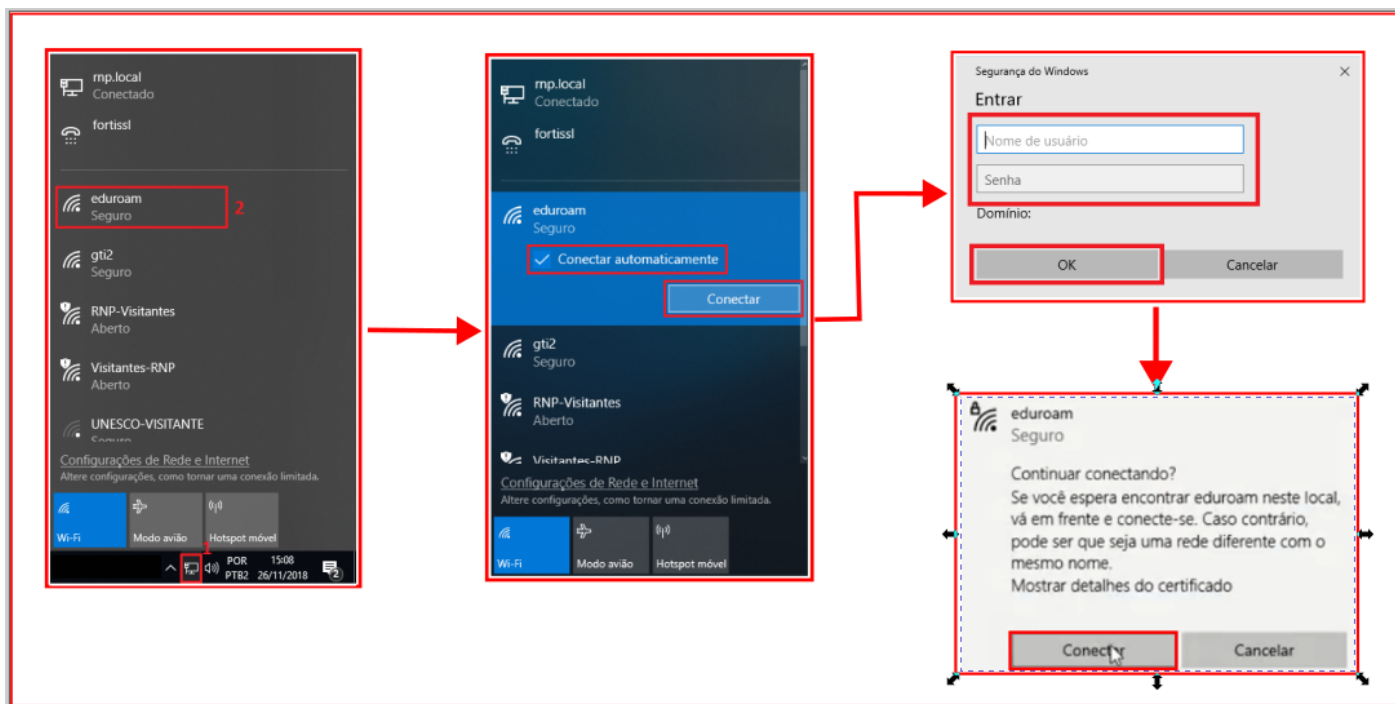 rnp.local
Conectado
fortissl
eduroam
Seguro
2
gti2
Seguro
RNP-Visitantes
Aberto
Visitantes-RNP
Aberto
UNESCO-VISITANTE
Seguro
Configurações de Rede e Internet
Altere configurações, como tornar uma conexão limitada.
Wi-Fi
Modo avião
Hotspot móvel
1
POR 15:08
PTB2 26/11/2018
2
rnp.local
Conectado
fortissl
eduroam
Seguro
Conectar automaticamente
Conectar
gti2
Seguro
RNP-Visitantes
Aberto
Visitantes-RNP
Configurações de Rede e Internet
Altere configurações, como tornar uma conexão limitada.
Wi-Fi
Modo avião
Hotspot móvel
Segurança do Windows
Entrar
Nome de usuário
Senha
Domínio:
OK
Cancelar
eduroam
Seguro
Continuar conectando?
Se você espera encontrar eduroam neste local,
vá em frente e conecte-se. Caso contrário,
pode ser que seja uma rede diferente com o
mesmo nome.
Mostrar detalhes do certificado
Conectar
Cancelar